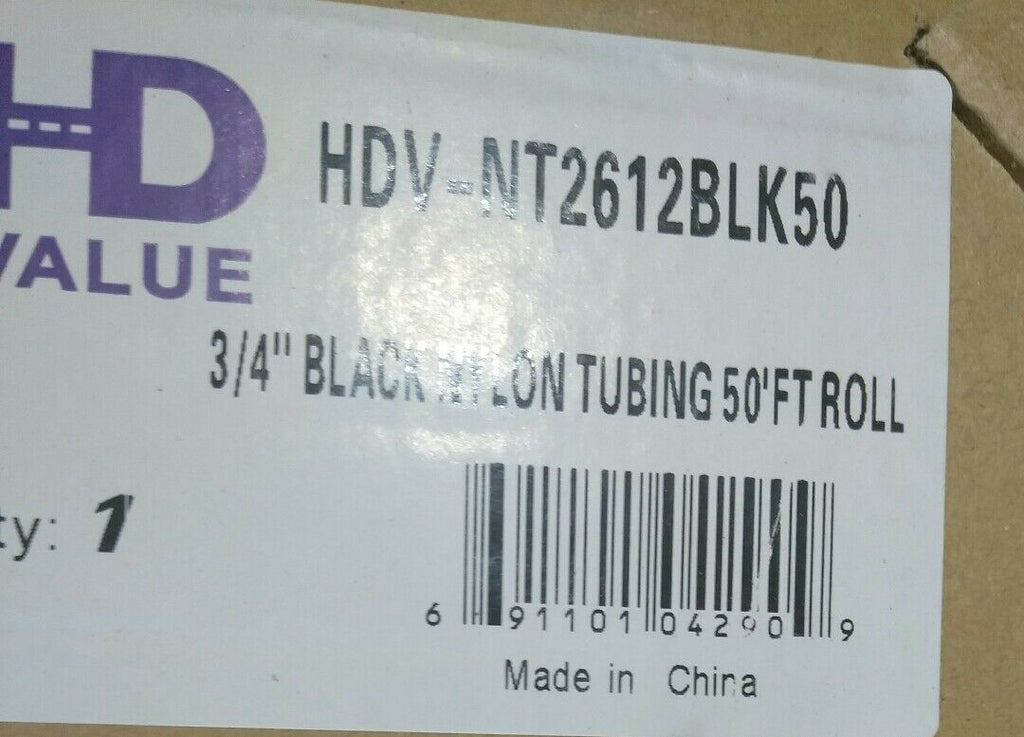 HD
VALUE
HDV-NT2612BLK50
3/4" BLACK NYLON TUBING 50'FT ROLL
ty: 1
6 91101 04290 9
Made in China